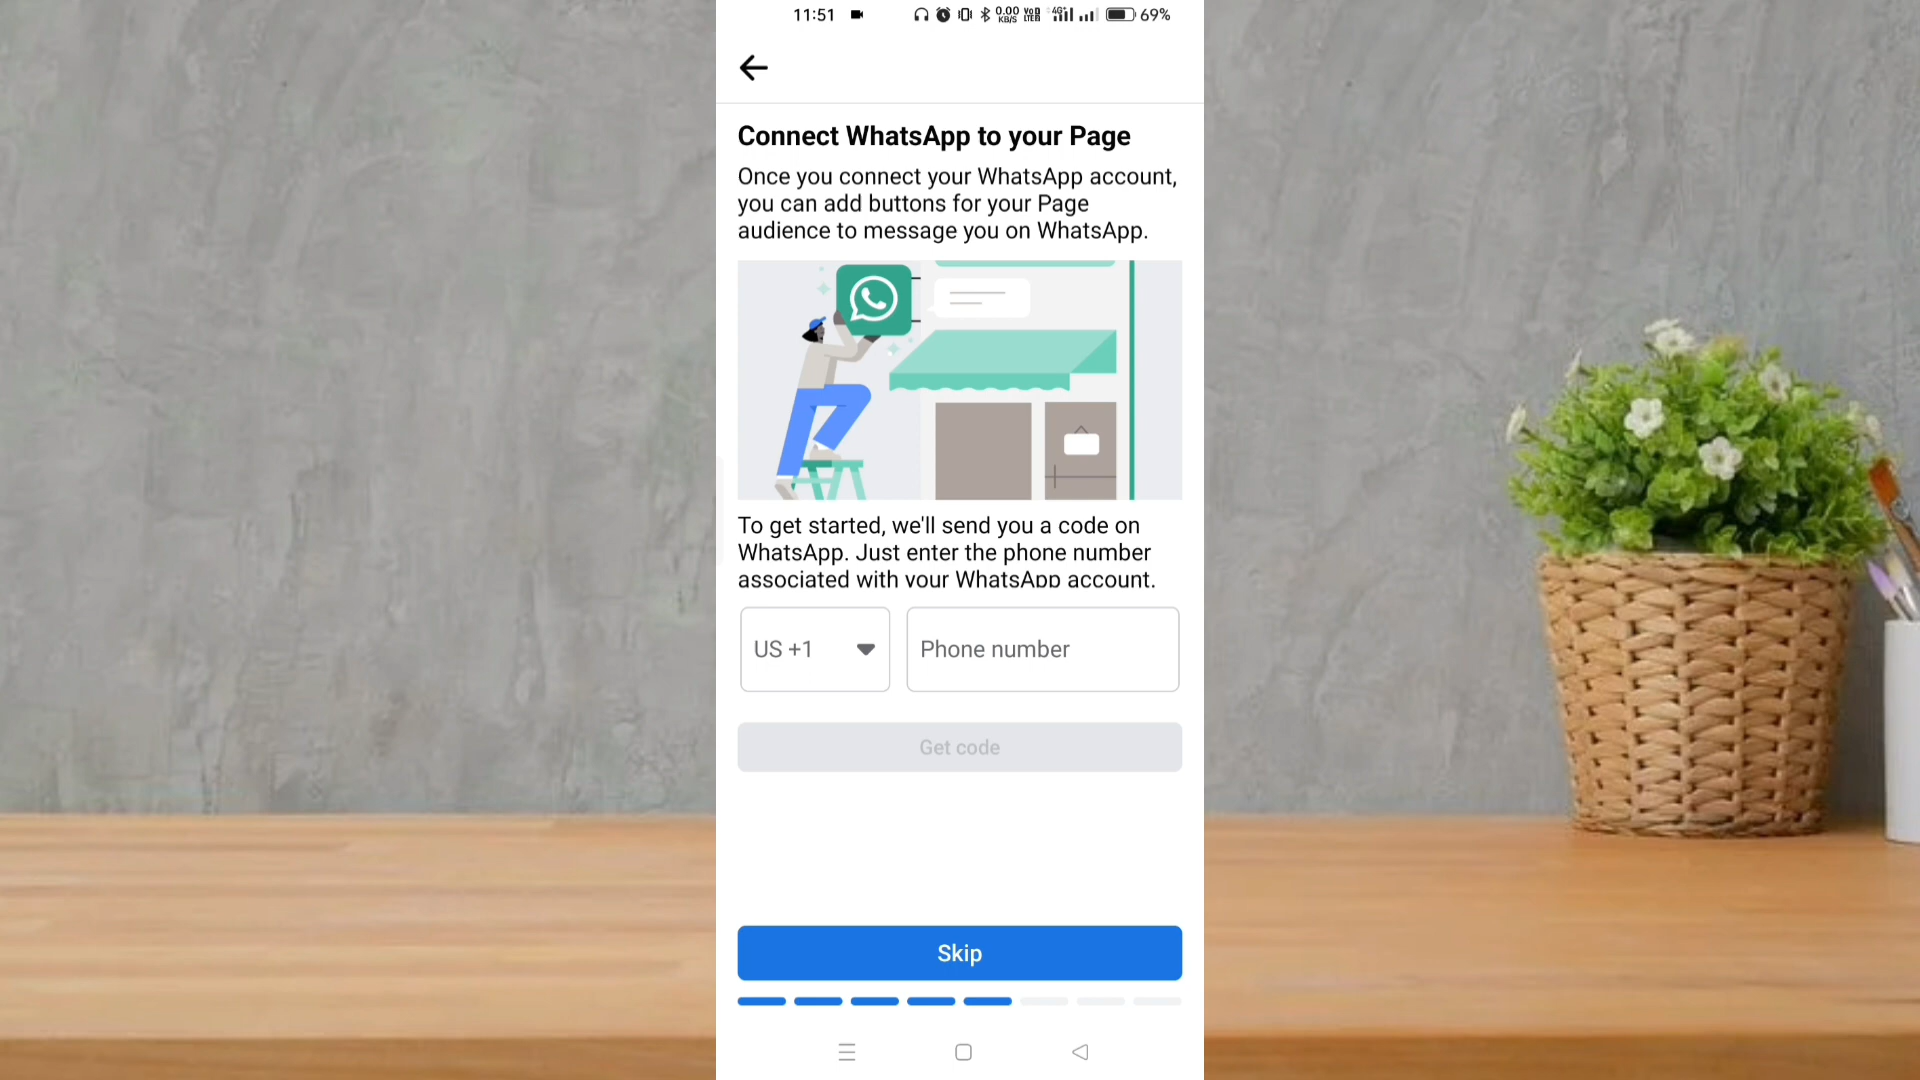 11:51
0.00 KB/S VoD LTE 4G+ 69%
Connect WhatsApp to your Page
Once you connect your WhatsApp account,
you can add buttons for your Page
audience to message you on WhatsApp.
To get started, we'll send you a code on
WhatsApp. Just enter the phone number
associated with your WhatsApp account.
US +1
Phone number
Get code
Skip